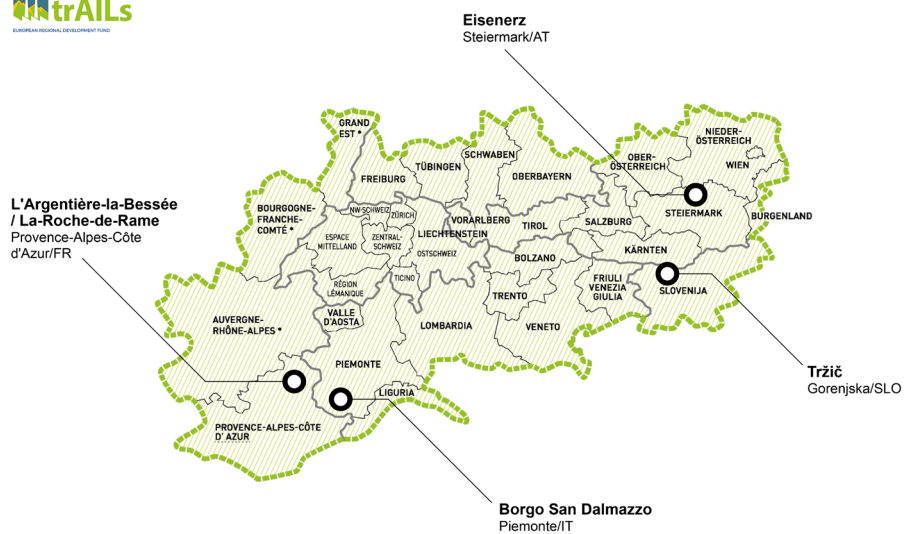 trAILs
EUROPEAN REGIONAL DEVELOPMENT FUND
Eisenerz
Steiermark/AT
L'Argentière-la-Bessée
/ La-Roche-de-Rame
Provence-Alpes-Côte
d'Azur/FR
GRAND
EST *
FREIBURG
TÜBINGEN
SCHWABEN
OBERBAYERN
OBER-
ÖSTERREICH
NIEDER-
ÖSTERREICH
WIEN
STEIERMARK
BURGENLAND
BOURGOGNE-
FRANCHE-
COMTÉ *
NW-SCHWEIZ
ZÜRICH
ESPACE
MITTELLAND
ZENTRAL-
SCHWEIZ
VORARLBERG
LIECHTENSTEIN
OSTSCHWEIZ
TIROL
SALZBURG
KÄRNTEN
RÉGION
LÉMANIQUE
TICINO
BOLZANO
TRENTO
FRIULI
VENEZIA
GIULIA
SLOVENIJA
AUVERGNE-
RHÔNE-ALPES *
VALLE
D'AOSTA
LOMBARDIA
VENETO
PIEMONTE
LIGURIA
PROVENCE-ALPES-CÔTE
D' AZUR
Tržič
Gorenjska/SLO
Borgo San Dalmazzo
Piemonte/IT